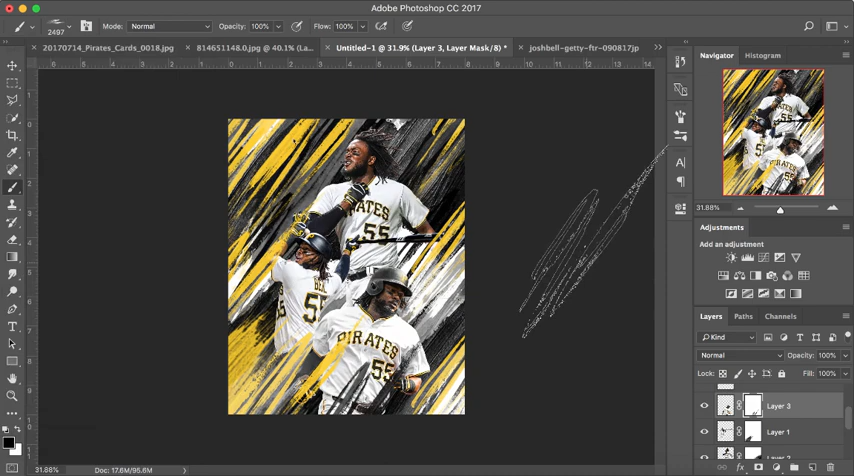 Adobe Photoshop CC 2017
2497
Mode: Normal
Opacity: 100%
Flow: 100%
20170714_Pirates_Cards_0018.jpg
814651148.0.jpg @ 40.1% (La...
Untitled-1 @ 31.9% (Layer 3, Layer Mask/8) *
joshbell-getty-ftr-090817jp
Navigator
Histogram
31.88%
Adjustments
Add an adjustment
Layers
Paths
Channels
Kind
Normal
Opacity: 100%
Lock:
Fill: 100%
Layer 3
Layer 1
PIRATES
55
BELL
55
PIRATES
55
31.88%
Doc: 17.6M/95.6M